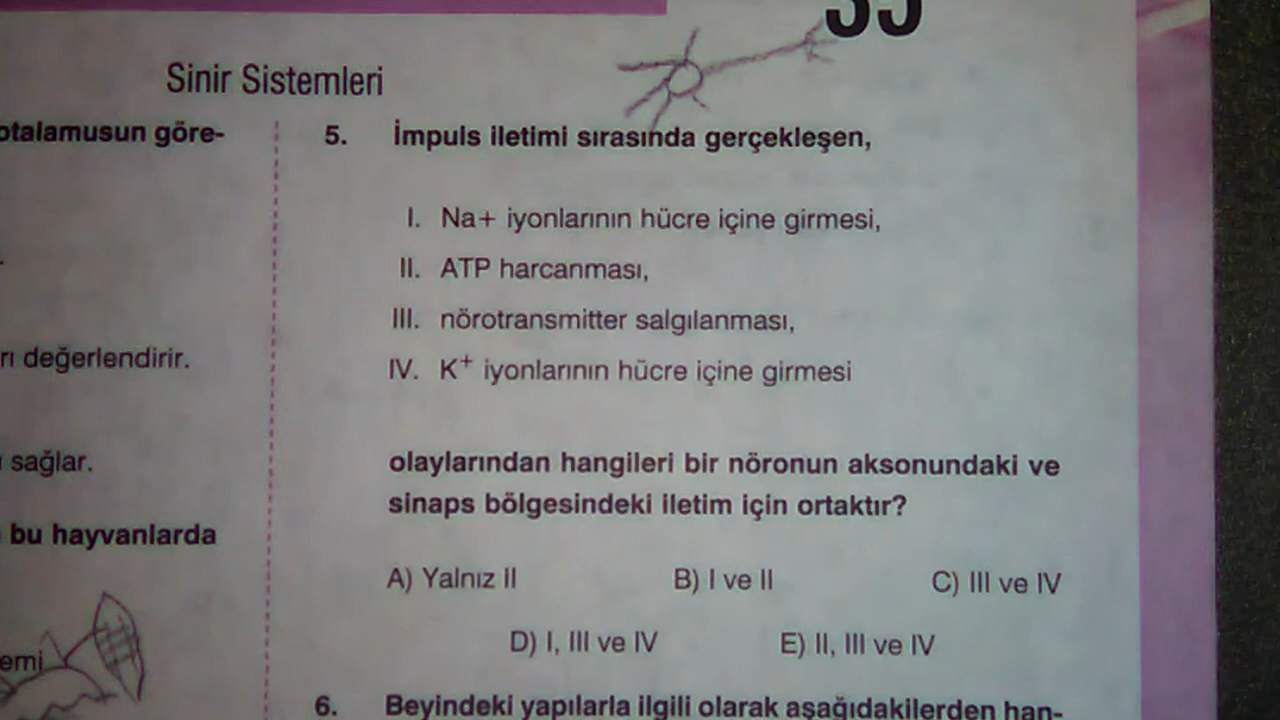 35
Sinir Sistemleri
otalamusun göre-
rı değerlendirir.
sağlar.
bu hayvanlarda
emi
5. İmpuls iletimi sırasında gerçekleşen,
I. Na+ iyonlarının hücre içine girmesi,
II. ATP harcanması,
III. nörotransmitter salgılanması,
IV. K+ iyonlarının hücre içine girmesi
olaylarından hangileri bir nöronun aksonundaki ve
sinaps bölgesindeki iletim için ortaktır?
A) Yalnız II B) I ve II C) III ve IV
D) I, III ve IV E) II, III ve IV
6. Beyindeki yapılarla ilgili olarak aşağıdakilerden han-